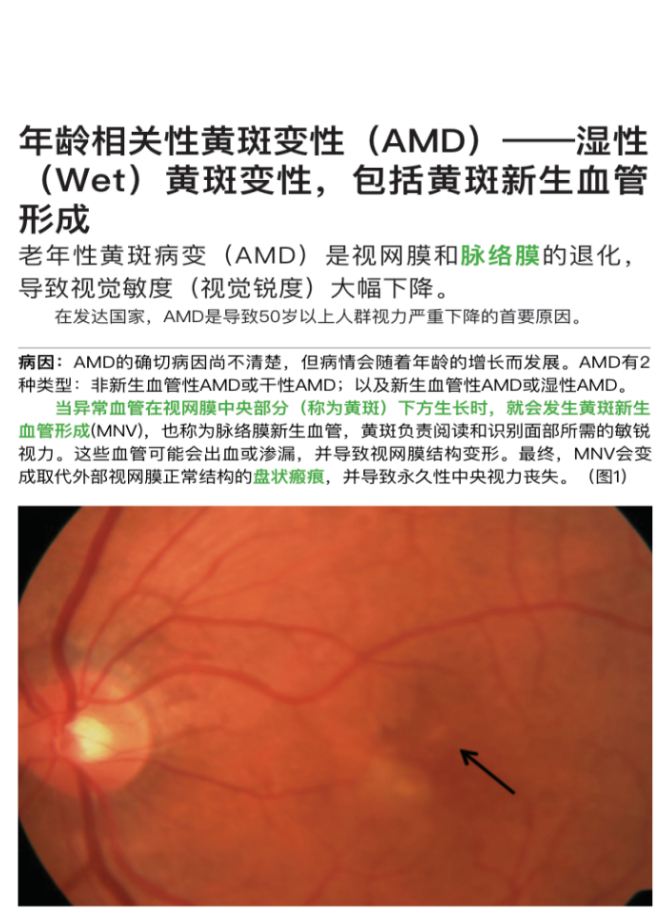 年龄相关性黄斑变性（AMD）——湿性
（Wet）黄斑变性，包括黄斑新生血管
形成
老年性黄斑病变（AMD）是视网膜和脉络膜的退化，
导致视觉敏度（视觉锐度）大幅下降。
在发达国家，AMD是导致50岁以上人群视力严重下降的首要原因。
病因：AMD的确切病因尚不清楚，但病情会随着年龄的增长而发展。AMD有2
种类型：非新生血管性AMD或干性AMD；以及新生血管性AMD或湿性AMD。
当异常血管在视网膜中央部分（称为黄斑）下方生长时，就会发生黄斑新生
血管形成(MNV)，也称为脉络膜新生血管，黄斑负责阅读和识别面部所需的敏锐
视力。这些血管可能会出血或渗漏，并导致视网膜结构变形。最终，MNV会变
成取代外部视网膜正常结构的盘状瘢痕，并导致永久性中央视力丧失。（图1）